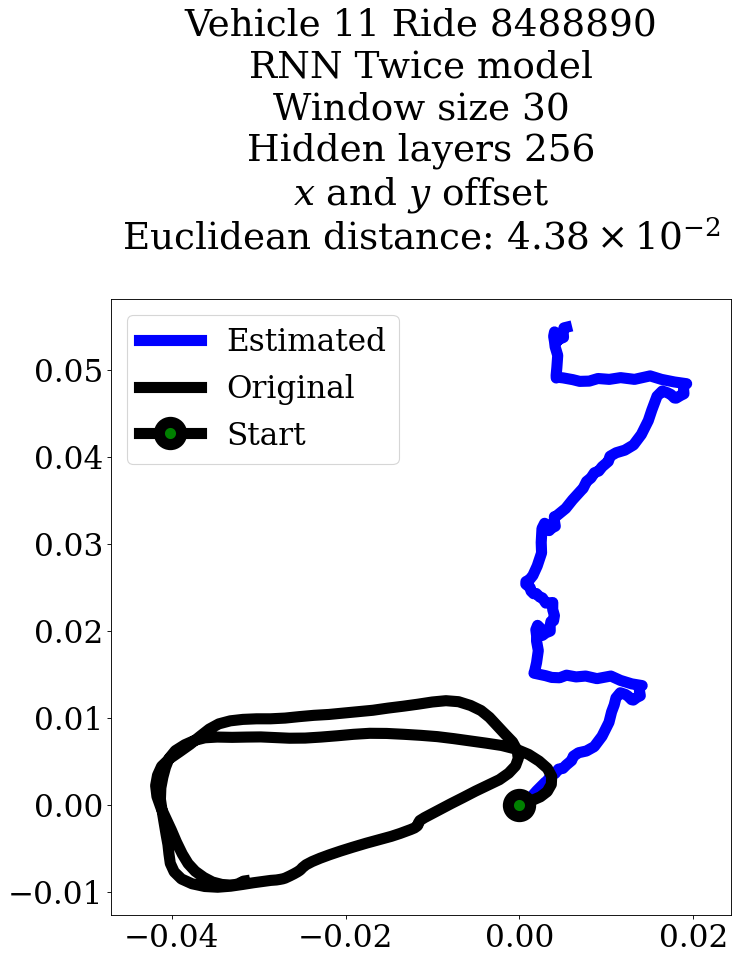 Vehicle 11 Ride 8488890
RNN Twice model
Window size 30
Hidden layers 256
x and y offset
Euclidean distance: 4.38 × 10⁻²
Estimated
Original
Start
0.05
0.04
0.03
0.02
0.01
0.00
−0.01
−0.04
−0.02
0.00
0.02